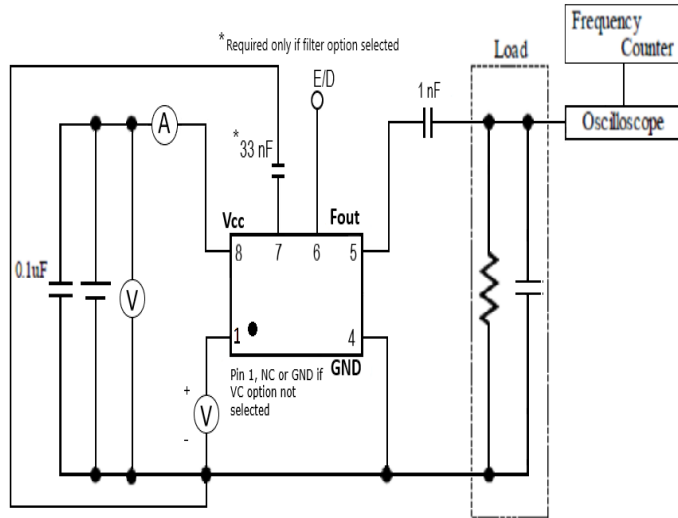 *Required only if filter option selected
Frequency
Counter
Load
E/D
1 nF
Oscilloscope
A
*33 nF
Vcc
Fout
8
7
6
5
0.1uF
V
1
4
GND
Pin 1, NC or GND if
VC option not
selected
+
V
-